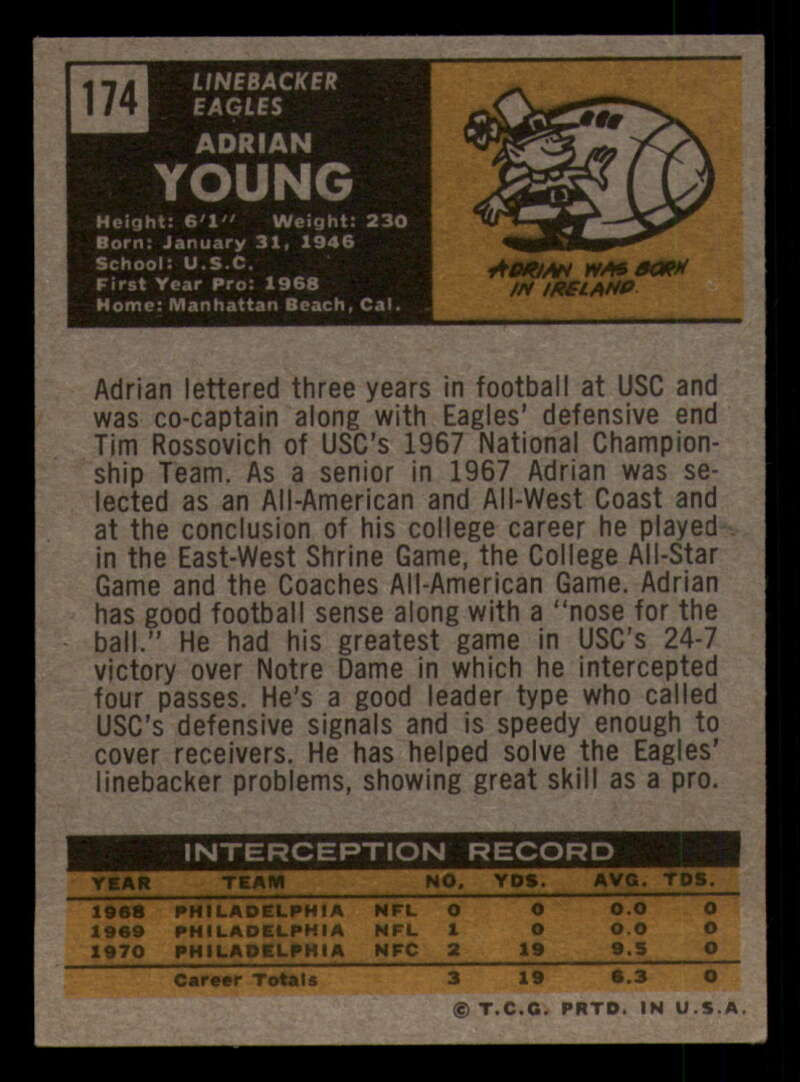 174
LINEBACKER
EAGLES
ADRIAN
YOUNG
Height: 6'1" Weight: 230
Born: January 31, 1946
School: U.S.C.
First Year Pro: 1968
Home: Manhattan Beach, Cal.
ADRIAN WAS BORN
IN IRELAND.
Adrian lettered three years in football at USC and
was co-captain along with Eagles' defensive end
Tim Rossovich of USC's 1967 National Champion-
ship Team. As a senior in 1967 Adrian was se-
lected as an All-American and All-West Coast and
at the conclusion of his college career he played
in the East-West Shrine Game, the College All-Star
Game and the Coaches All-American Game. Adrian
has good football sense along with a "nose for the
ball." He had his greatest game in USC's 24-7
victory over Notre Dame in which he intercepted
four passes. He's a good leader type who called
USC's defensive signals and is speedy enough to
cover receivers. He has helped solve the Eagles'
linebacker problems, showing great skill as a pro.
INTERCEPTION RECORD
YEAR TEAM NO. YDS. AVG. TDS.
1968 PHILADELPHIA NFL 0 0 0.0 0
1969 PHILADELPHIA NFL 1 0 0.0 0
1970 PHILADELPHIA NFC 2 19 9.5 0
Career Totals 3 19 6.3 0
© T.C.G. PRTD. IN U.S.A.